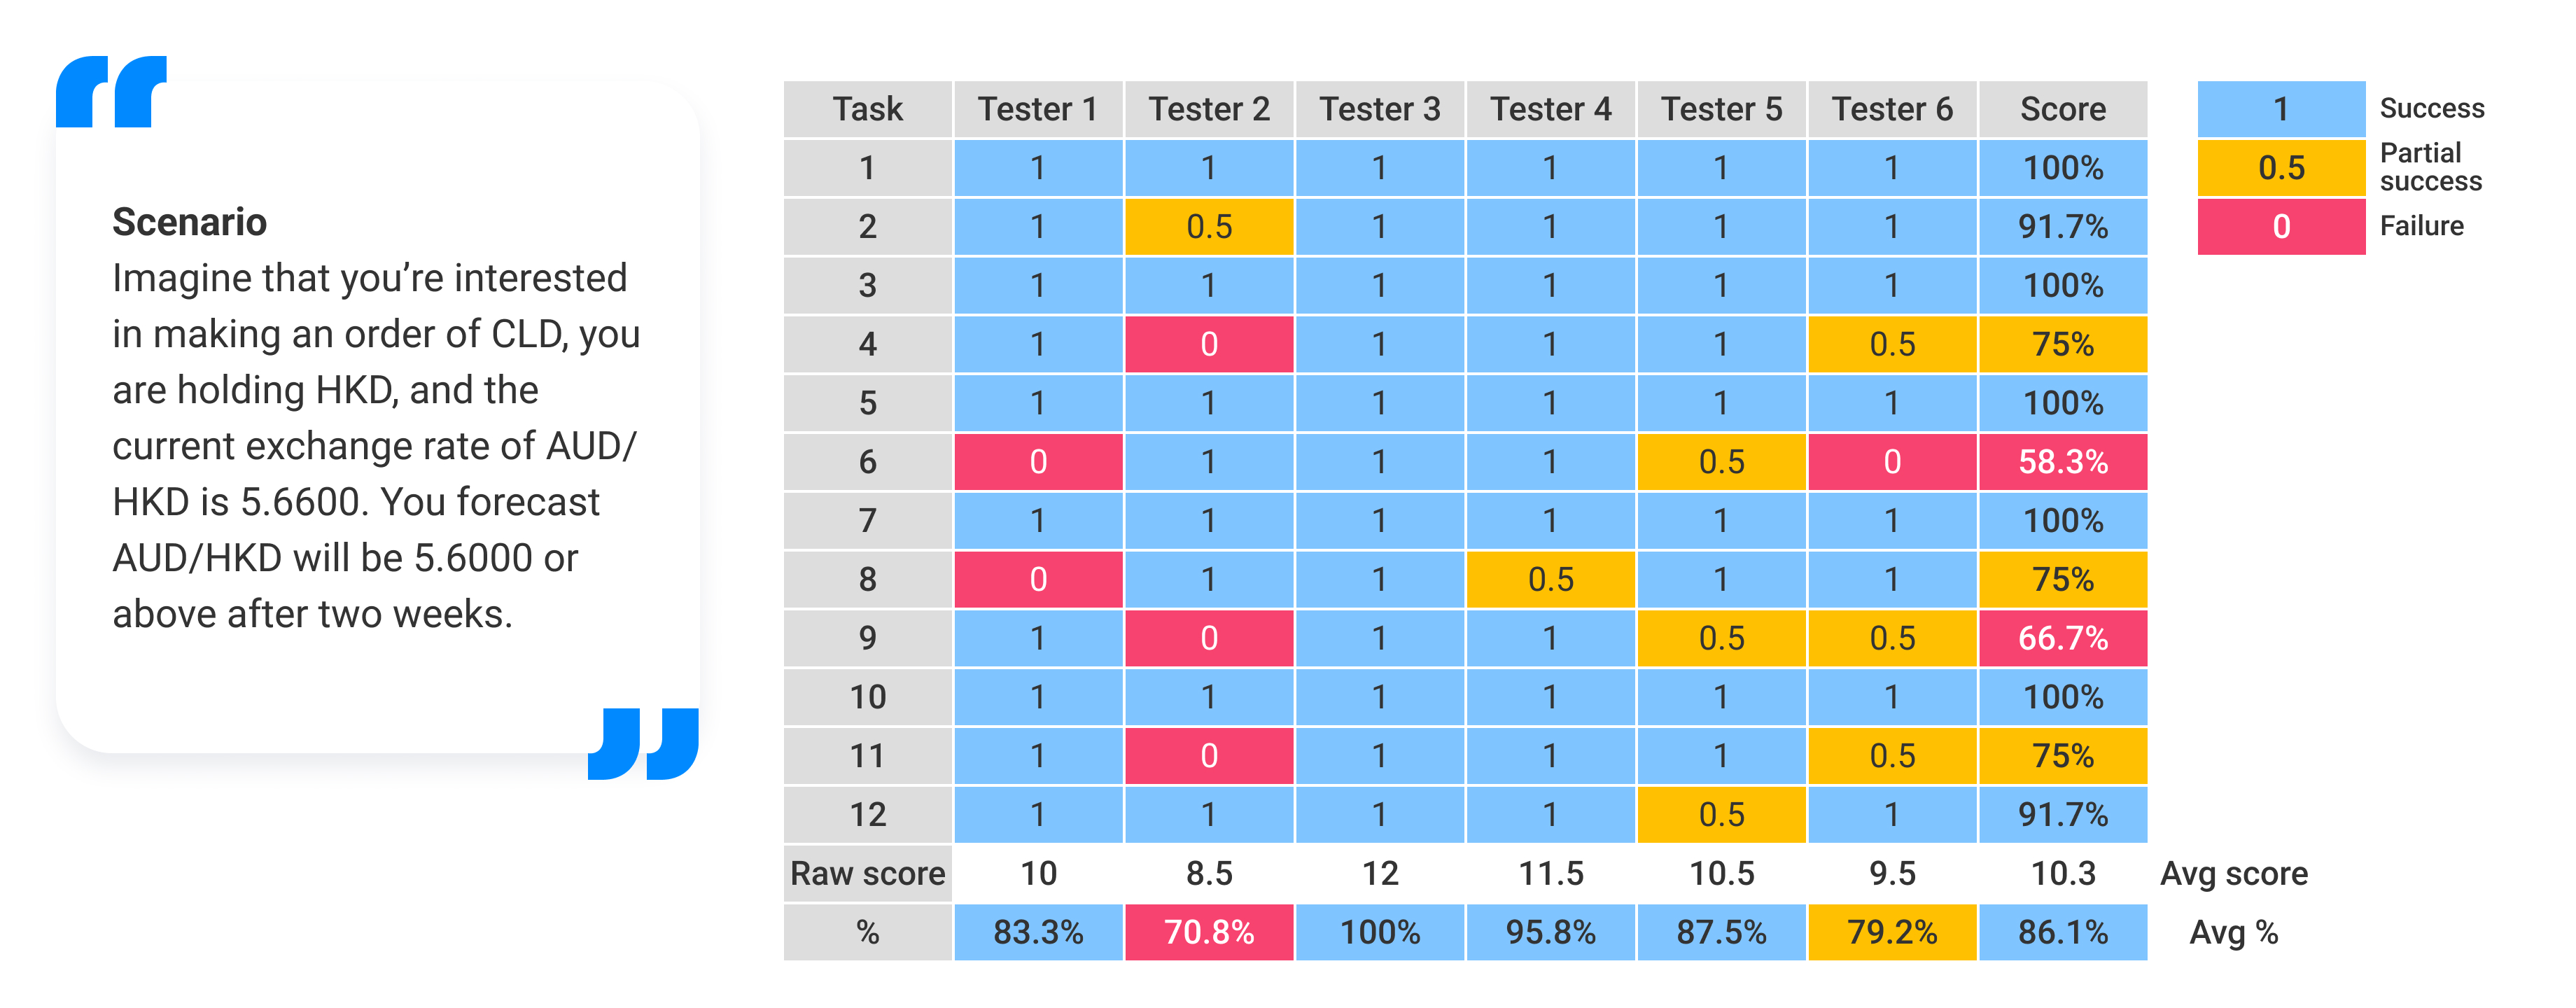 Scenario
Imagine that you’re interested
in making an order of CLD, you
are holding HKD, and the
current exchange rate of AUD/
HKD is 5.6600. You forecast
AUD/HKD will be 5.6000 or
above after two weeks.
Task Tester 1 Tester 2 Tester 3 Tester 4 Tester 5 Tester 6 Score
1 1 1 1 1 1 1 100%
2 1 0.5 1 1 1 1 91.7%
3 1 1 1 1 1 1 100%
4 1 0 1 1 1 0.5 75%
5 1 1 1 1 1 1 100%
6 0 1 1 1 0.5 0 58.3%
7 1 1 1 1 1 1 100%
8 0 1 1 0.5 1 1 75%
9 1 0 1 1 0.5 0.5 66.7%
10 1 1 1 1 1 1 100%
11 1 0 1 1 1 0.5 75%
12 1 1 1 1 0.5 1 91.7%
Raw score 10 8.5 12 11.5 10.5 9.5 10.3 Avg score
% 83.3% 70.8% 100% 95.8% 87.5% 79.2% 86.1% Avg %
1 Success
0.5 Partial
success
0 Failure